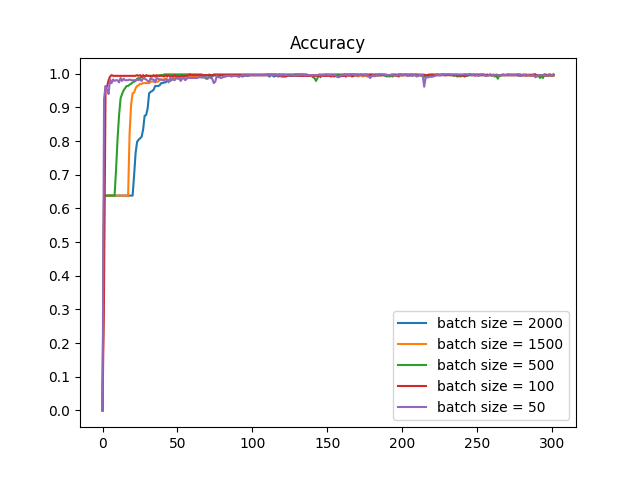 Accuracy
1.0
0.9
0.8
0.7
0.6
0.5
0.4
0.3
0.2
0.1
0.0
batch size = 2000
batch size = 1500
batch size = 500
batch size = 100
batch size = 50
0 50 100 150 200 250 300